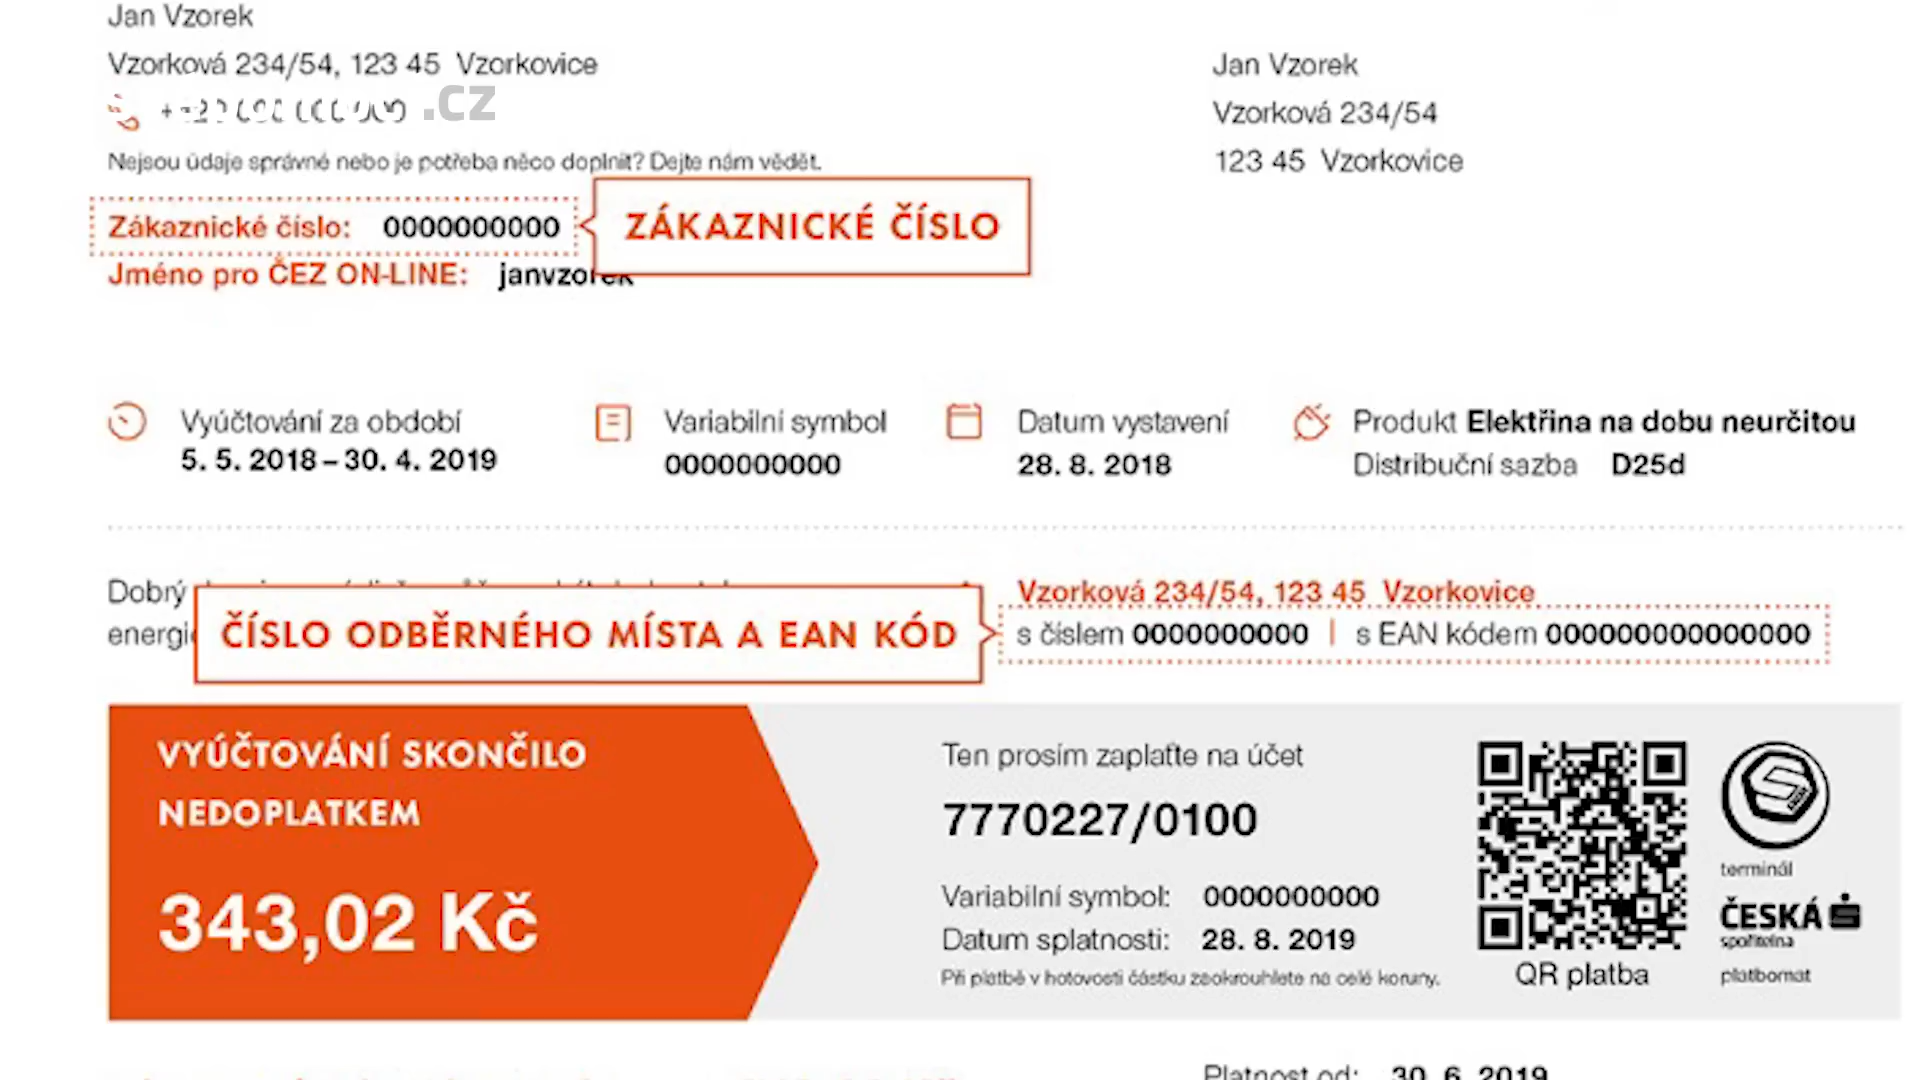 Jan Vzorek
Vzorková 234/54, 123 45 Vzorkovice
.cz
Nejsou údaje správné nebo je potřeba něco doplnit? Dejte nám vědět.
Zákaznické číslo: 0000000000
ZÁKAZNICKÉ ČÍSLO
Jméno pro ČEZ ON-LINE: janvzorek
Jan Vzorek
Vzorková 234/54
123 45 Vzorkovice
Vyúčtování za období
5. 5. 2018 – 30. 4. 2019
Variabilní symbol
0000000000
Datum vystavení
28. 8. 2018
Produkt Elektřina na dobu neurčitou
Distribuční sazba D25d
Dobrý
ČÍSLO ODBĚRNÉHO MÍSTA A EAN KÓD
Vzorková 234/54, 123 45 Vzorkovice
s číslem 0000000000 | s EAN kódem 000000000000000
VYÚČTOVÁNÍ SKONČILO
NEDOPLATKEM
343,02 Kč
Ten prosím zaplaťte na účet
7770227/0100
Variabilní symbol: 0000000000
Datum splatnosti: 28. 8. 2019
Při platbě v hotovosti částku zaokrouhlete na celé koruny.
QR platba
terminál
ČESKÁ
spořitelna
platbomat
Platnost od: 30. 6. 2019